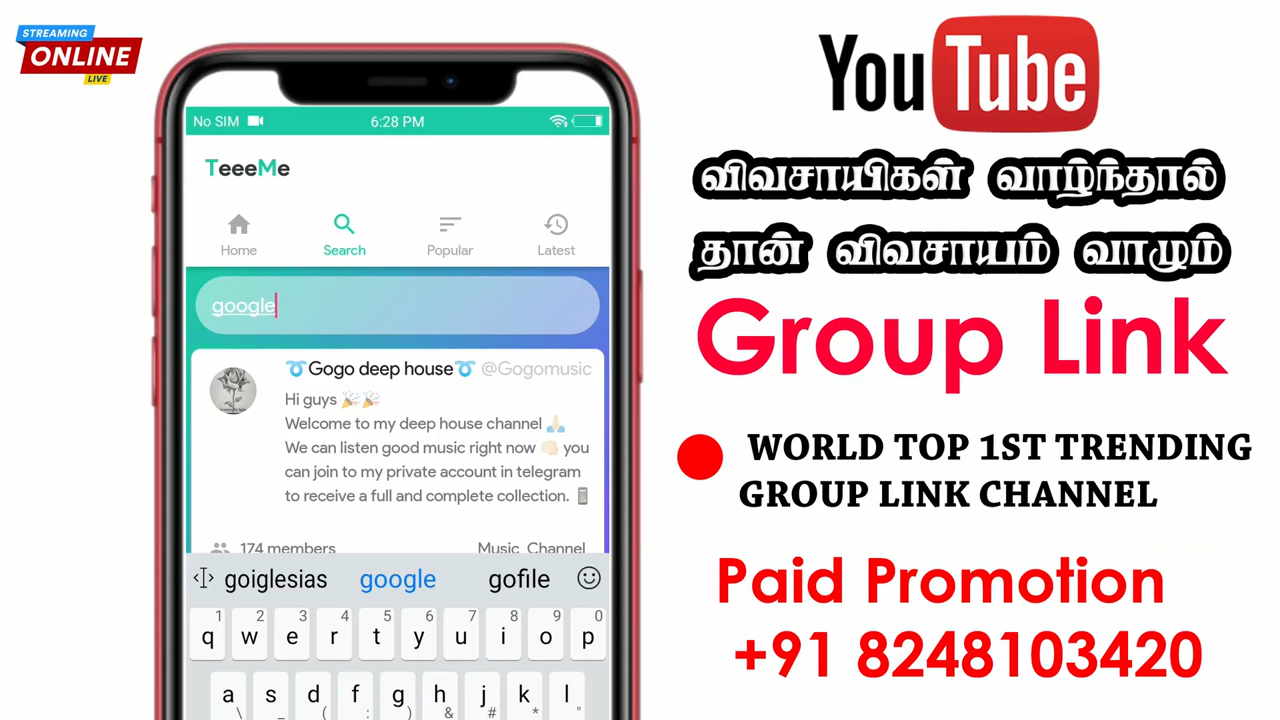 STREAMING
ONLINE
LIVE
No SIM 6:28 PM
TeeeMe
Home Search Popular Latest
google
➰Gogo deep house➰ @Gogomusic
Hi guys 🎉🎉
Welcome to my deep house channel 🙏🏻
We can listen good music right now 👊🏻 you
can join to my private account in telegram
to receive a full and complete collection. 📱
174 members Music, Channel
goiglesias google gofile
1 2 3 4 5 6 7 8 9 0
q w e r t y u i o p
a s d f g h j k l
\ _ ( : ) & # * "
YouTube
விவசாயிகள் வாழ்ந்தால்
தான் விவசாயம் வாழும்
Group Link
WORLD TOP 1ST TRENDING
GROUP LINK CHANNEL
Paid Promotion
+91 8248103420